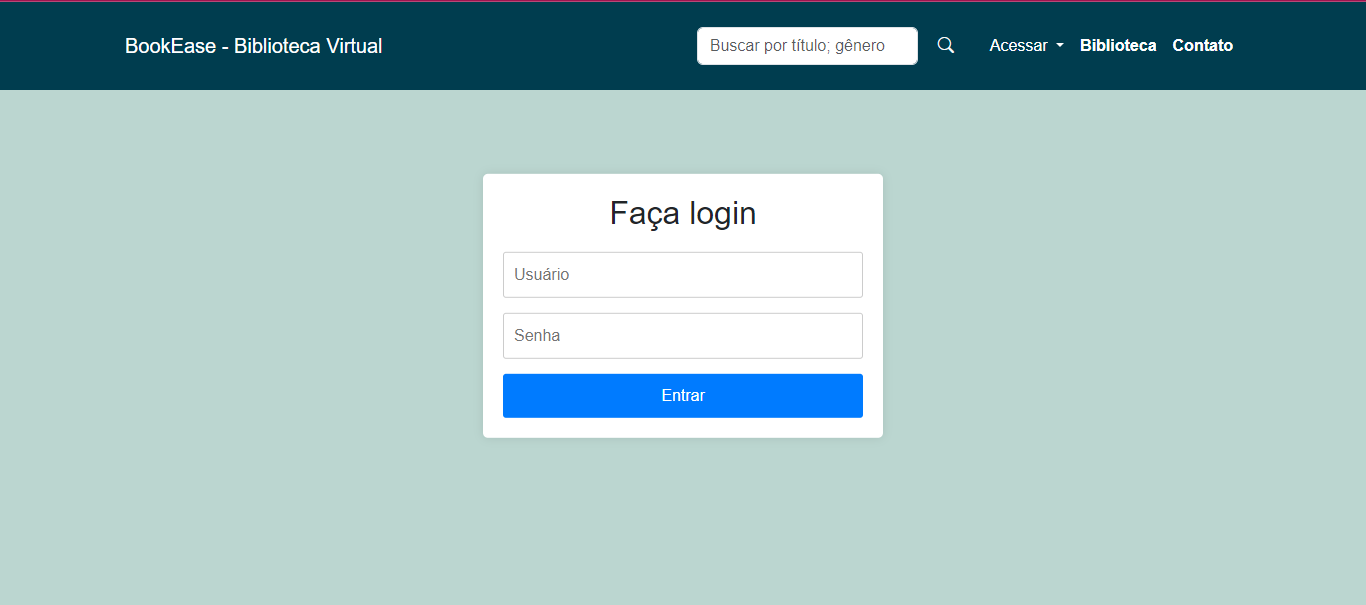 BookEase - Biblioteca Virtual
Buscar por título; gênero
Acessar
Biblioteca
Contato
Faça login
Usuário
Senha
Entrar